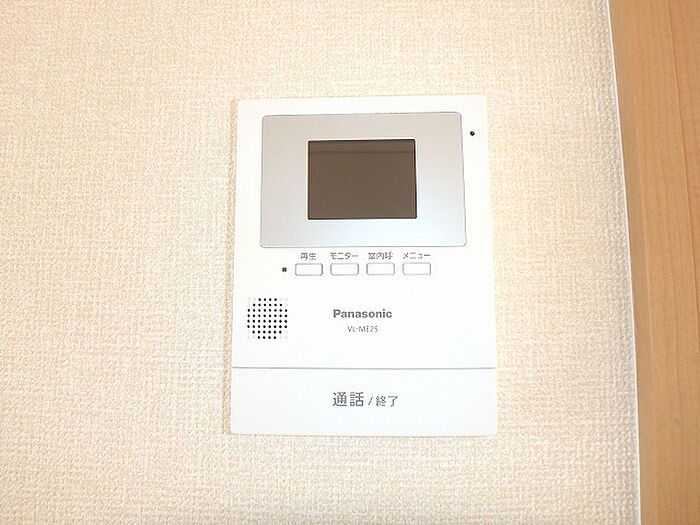 再生 モニター 室内呼 メニュー
Panasonic
VL-ME25
通話 / 終了